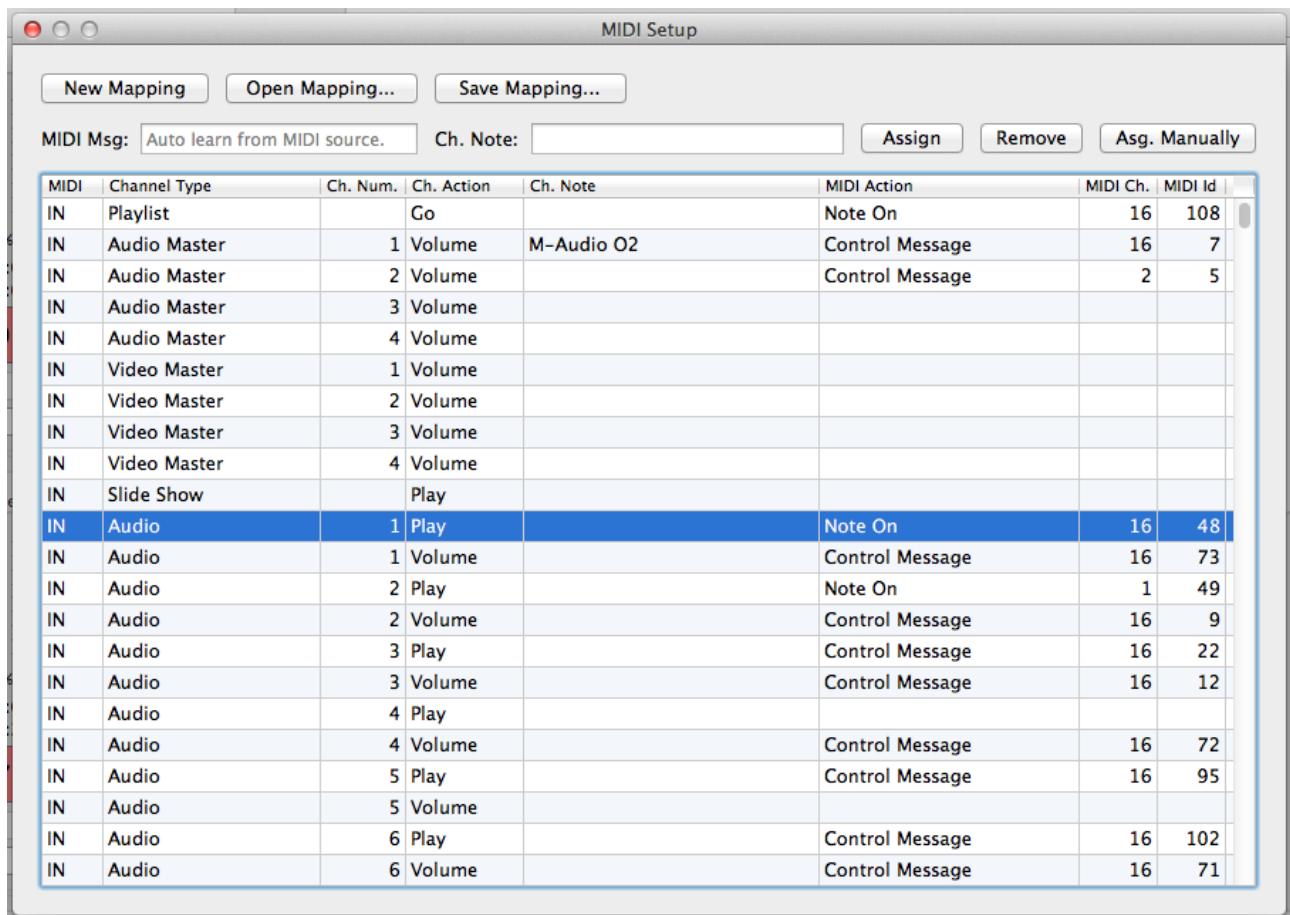 MIDI Setup
New Mapping Open Mapping... Save Mapping...
MIDI Msg: Auto learn from MIDI source. Ch. Note: Assign Remove Asg. Manually
MIDI Channel Type Ch. Num. Ch. Action Ch. Note MIDI Action MIDI Ch. MIDI Id
IN Playlist Go Note On 16 108
IN Audio Master 1 Volume M-Audio O2 Control Message 16 7
IN Audio Master 2 Volume Control Message 2 5
IN Audio Master 3 Volume
IN Audio Master 4 Volume
IN Video Master 1 Volume
IN Video Master 2 Volume
IN Video Master 3 Volume
IN Video Master 4 Volume
IN Slide Show Play
IN Audio 1 Play Note On 16 48
IN Audio 1 Volume Control Message 16 73
IN Audio 2 Play Note On 1 49
IN Audio 2 Volume Control Message 16 9
IN Audio 3 Play Control Message 16 22
IN Audio 3 Volume Control Message 16 12
IN Audio 4 Play
IN Audio 4 Volume Control Message 16 72
IN Audio 5 Play Control Message 16 95
IN Audio 5 Volume
IN Audio 6 Play Control Message 16 102
IN Audio 6 Volume Control Message 16 71